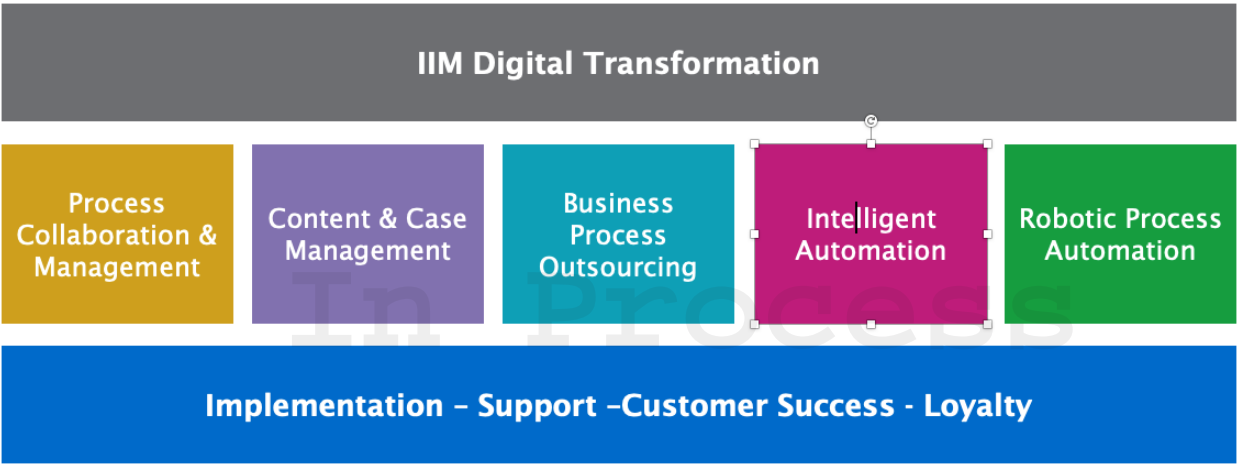 IIM Digital Transformation
Process
Collaboration &
Management
Content & Case
Management
Business
Process
Outsourcing
Intelligent
Automation
Robotic Process
Automation
In Process
Implementation – Support –Customer Success - Loyalty